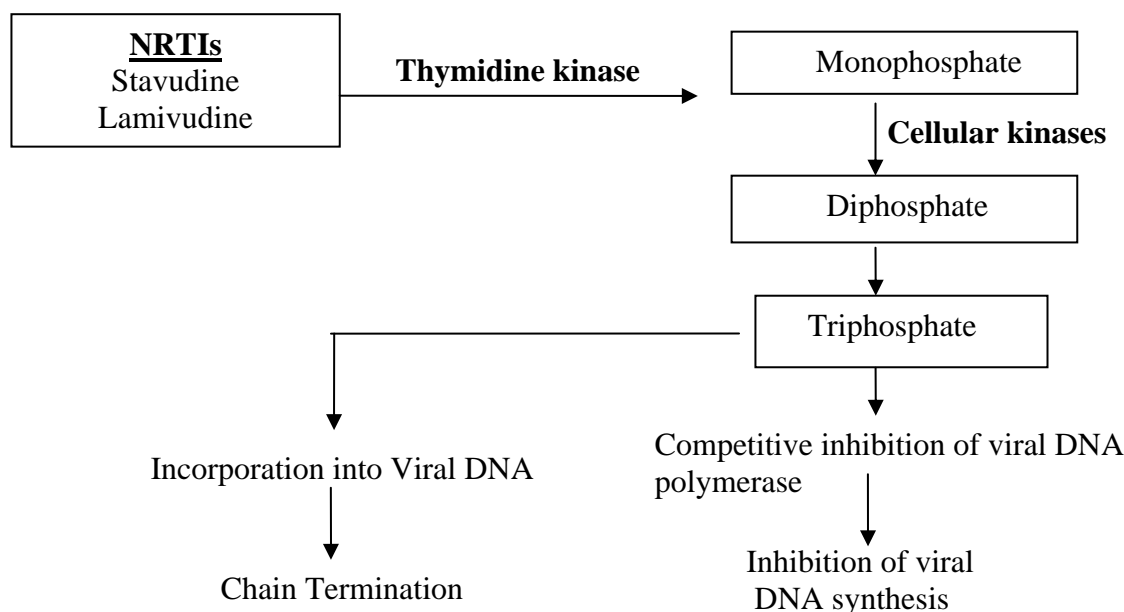 NRTIs
Stavudine
Lamivudine
Thymidine kinase
Monophosphate
Cellular kinases
Diphosphate
Triphosphate
Incorporation into Viral DNA
Chain Termination
Competitive inhibition of viral DNA
polymerase
Inhibition of viral
DNA synthesis